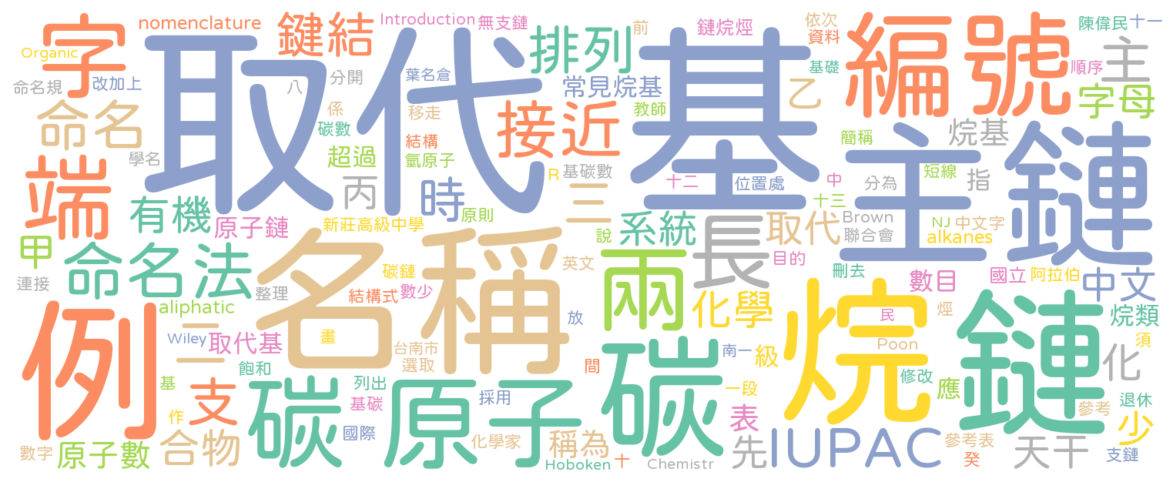 字
nomenclature
鍵結
Introduction
無支鏈
排列
前
鏈烷烴
依次
資料
陳偉民
十一
Organic
取代基
編號
主
命名規
改加上
八
分開
葉名倉
常見烷基
基礎
順序
命名
係
移走
教師
乙
字母
碳數
結構
接近
簡稱
烷基
主鏈
學名
超過
氫原子
R
基碳數
十二
位置處
中
分為
短線
指
端
有機
丙
時
原則
三
十三
原子鏈
新莊高級中學
說
系統
長
取代
Brown
聯合會
NJ
中文字
alkanes
甲
命名法
名稱
碳鏈
英文
兩
目的
刪去
數目
國立
阿拉伯
中文
連接
整理
結構式
數少
化學
民
烴
烷類
aliphatic
二
放
烷
鏈
例
Wiley
取代基
畫
台南市
選取
間
南一
級
Poon
須
化
基
支
飽和
列出
碳
原子
碳
一段
修改
應
退休
作
基碳
採用
表
參考
少
數字
原子數
合物
國際
化學家
稱為
十
Hoboken
Chemistr
先
IUPAC
參考表
癸
天干
支鏈